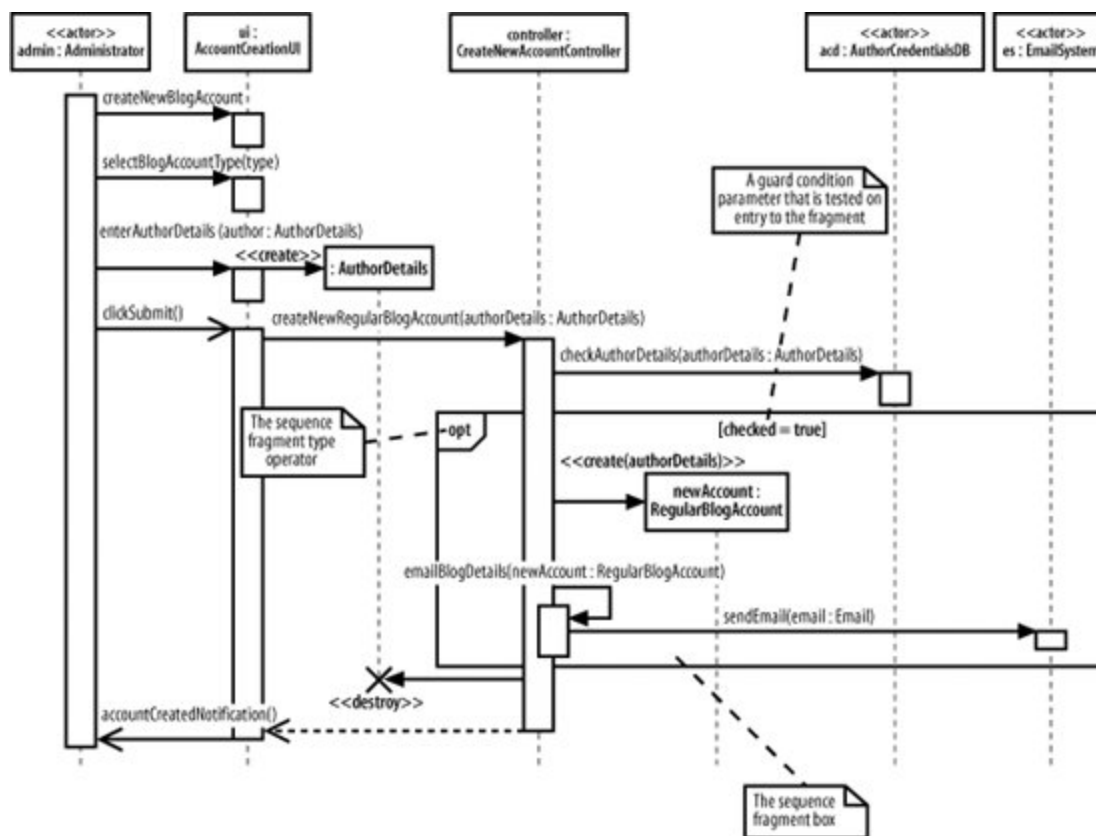 <<actor>>
admin : Administrator
ui :
AccountCreationUI
controller :
CreateNewAccountController
<<actor>>
acd : AuthorCredentialsDB
<<actor>>
es : EmailSystem
createNewBlogAccount
selectBlogAccountType(type)
A guard condition
parameter that is tested on
entry to the fragment
enterAuthorDetails (author : AuthorDetails)
<<create>>
: AuthorDetails
clickSubmit()
createNewRegularBlogAccount(authorDetails : AuthorDetails)
checkAuthorDetails(authorDetails : AuthorDetails)
The sequence
fragment type
operator
opt
[checked = true]
<<create(authorDetails)>>
newAccount :
RegularBlogAccount
emailBlogDetails(newAccount : RegularBlogAccount)
sendEmail(email : Email)
<<destroy>>
accountCreatedNotification()
The sequence
fragment box